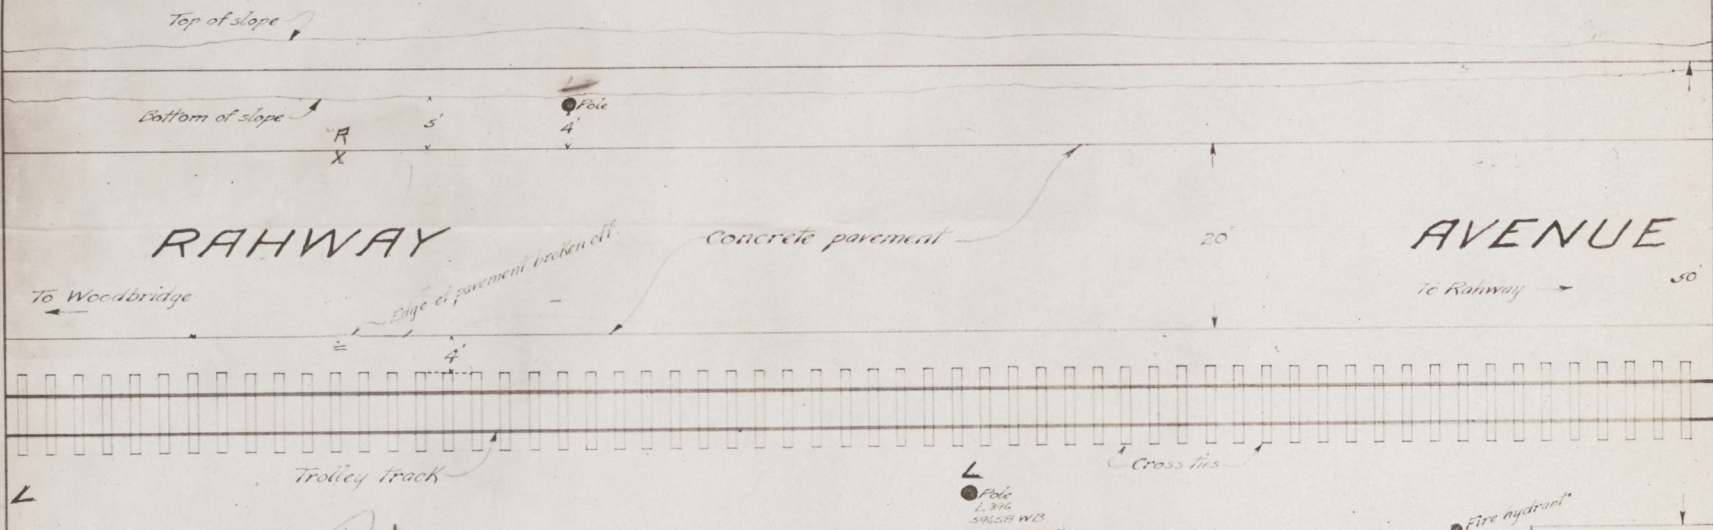 Top of slope
Bottom of slope
R
X
5'
Pole
4'
RAHWAY
AVENUE
Concrete pavement
20'
Edge of pavement broken off.
To Woodbridge
To Rahway
50'
4'
Trolley track
Cross ties
L
L
Pole
L 396
Fire hydrant